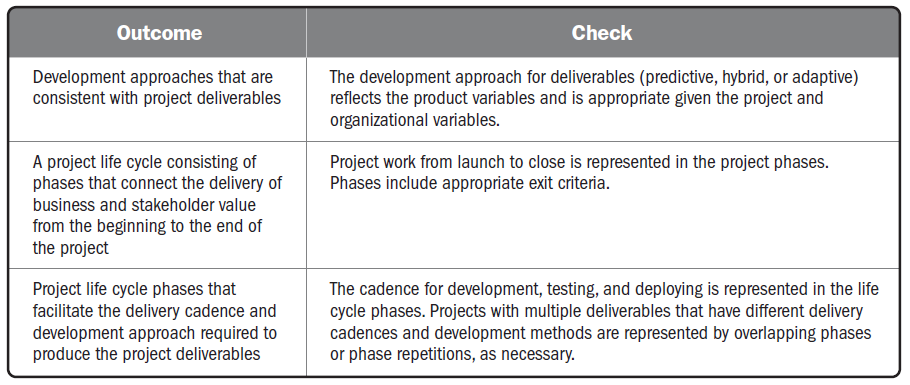 Outcome
Check
Development approaches that are
consistent with project deliverables
The development approach for deliverables (predictive, hybrid, or adaptive)
reflects the product variables and is appropriate given the project and
organizational variables.
A project life cycle consisting of
phases that connect the delivery of
business and stakeholder value
from the beginning to the end of
the project
Project work from launch to close is represented in the project phases.
Phases include appropriate exit criteria.
Project life cycle phases that
facilitate the delivery cadence and
development approach required to
produce the project deliverables
The cadence for development, testing, and deploying is represented in the life
cycle phases. Projects with multiple deliverables that have different delivery
cadences and development methods are represented by overlapping phases
or phase repetitions, as necessary.